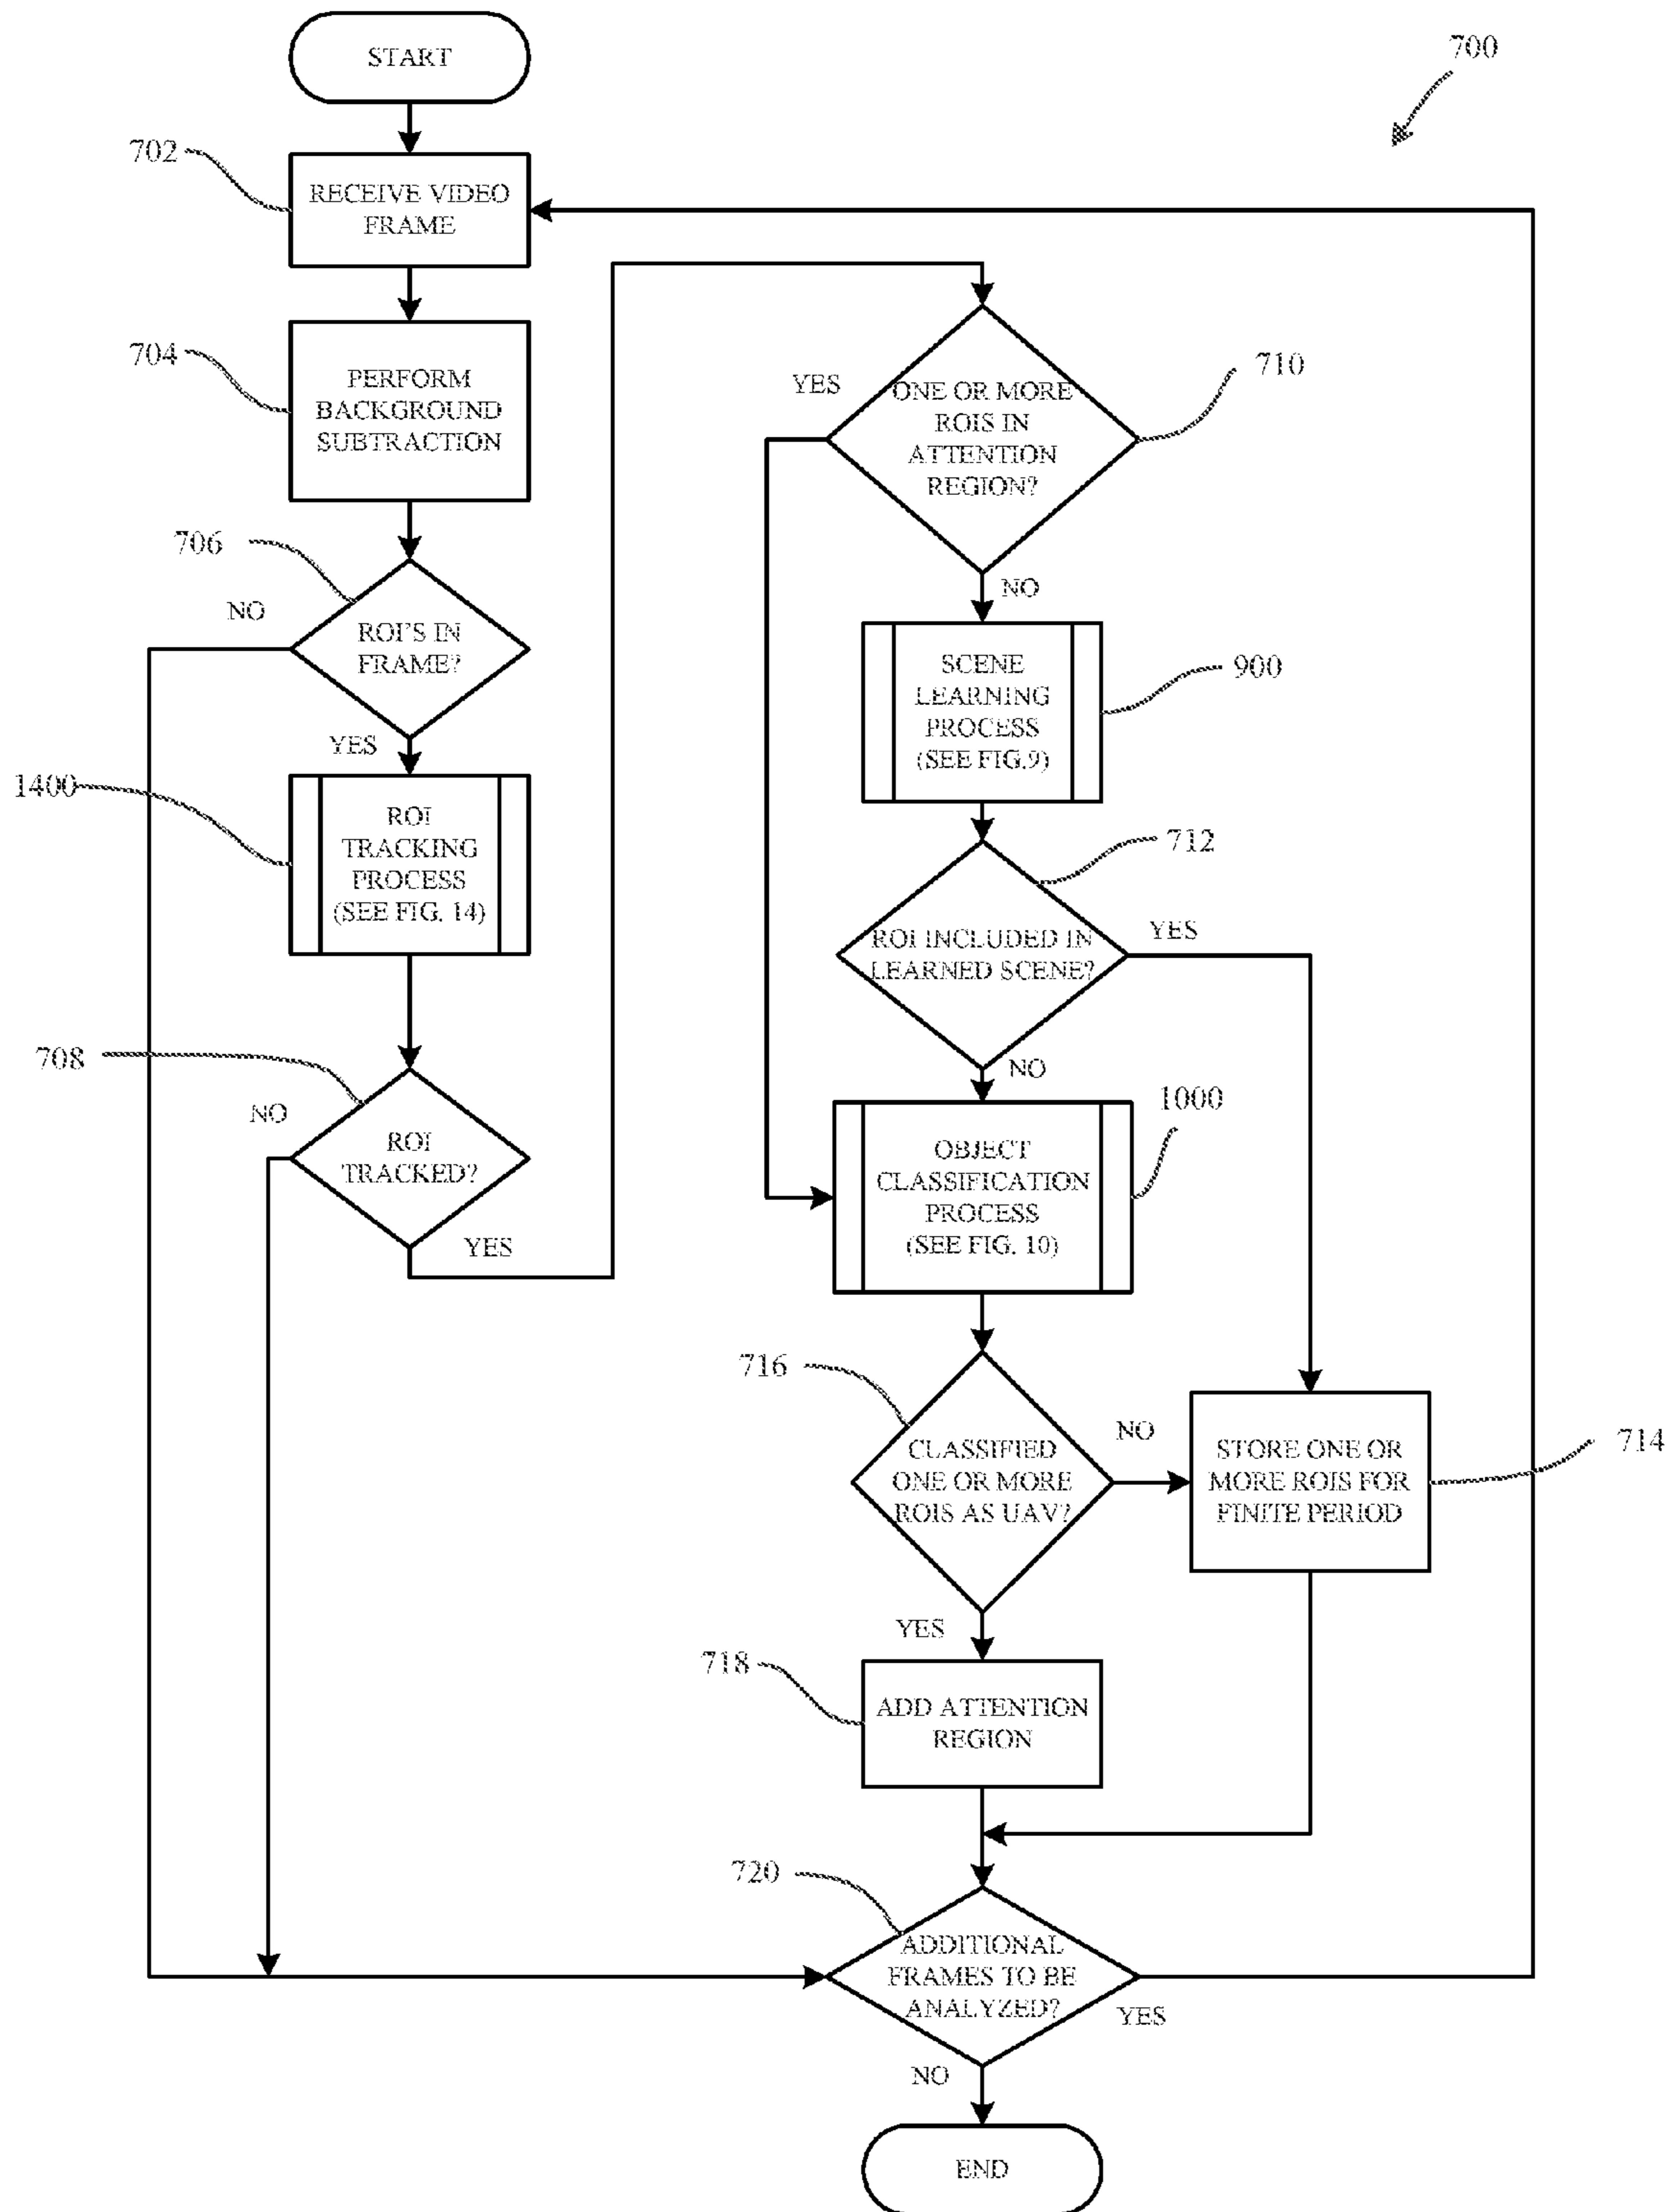 START
700
702
RECEIVE VIDEO
FRAME
704
PERFORM
BACKGROUND
SUBTRACTION
706
NO
ROI'S IN
FRAME?
YES
1400
ROI
TRACKING
PROCESS
(SEE FIG. 14)
708
NO
ROI
TRACKED?
YES
YES
ONE OR MORE
ROIS IN
ATTENTION
REGION?
710
NO
SCENE
LEARNING
PROCESS
(SEE FIG.9)
900
712
ROI INCLUDED IN
LEARNED SCENE?
YES
NO
1000
OBJECT
CLASSIFICATION
PROCESS
(SEE FIG. 10)
716
CLASSIFIED
ONE OR MORE
ROIS AS UAV?
NO
STORE ONE OR
MORE ROIS FOR
FINITE PERIOD
714
YES
718
ADD ATTENTION
REGION
720
ADDITIONAL
FRAMES TO BE
ANALYZED?
YES
NO
END